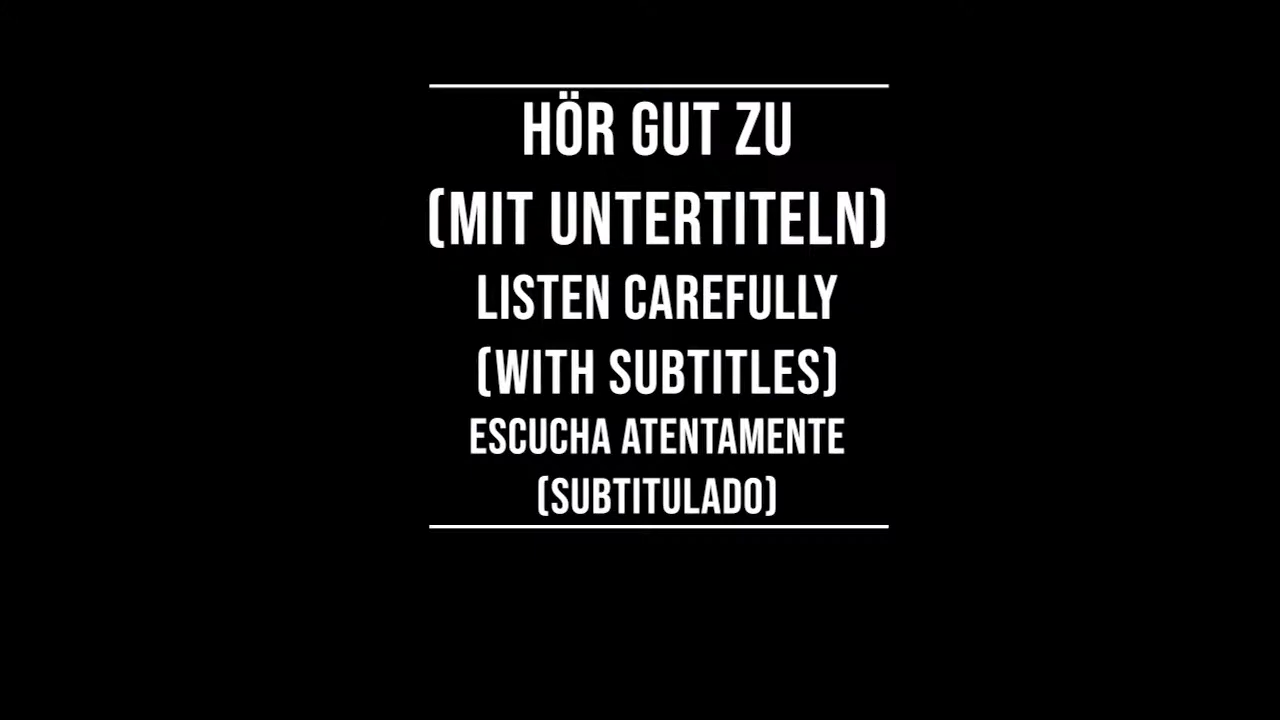 HÖR GUT ZU
(MIT UNTERTITELN)
LISTEN CAREFULLY
(WITH SUBTITLES)
ESCUCHA ATENTAMENTE
(SUBTITULADO)